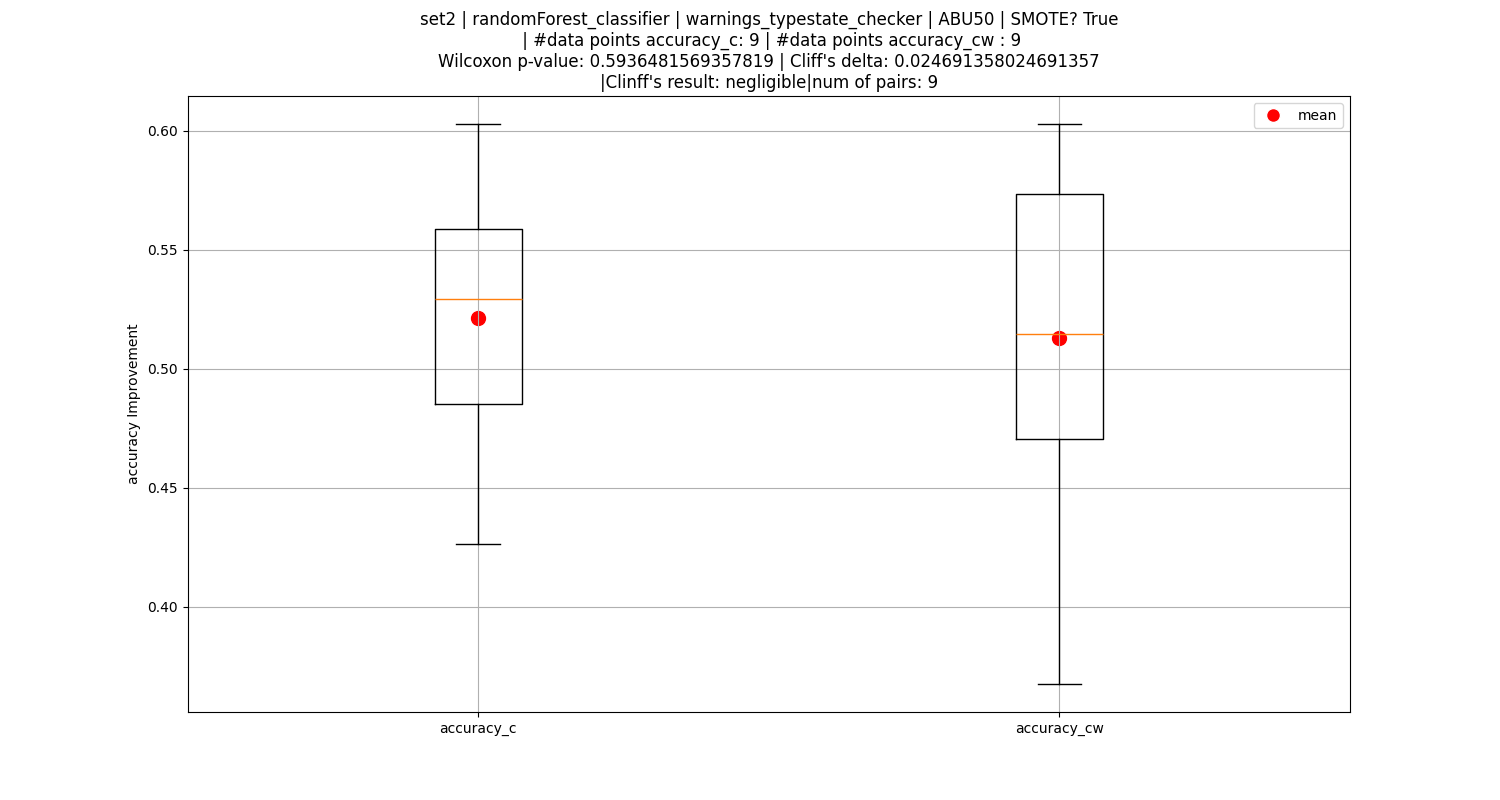 set2 | randomForest_classifier | warnings_typestate_checker | ABU50 | SMOTE? True
| #data points accuracy_c: 9 | #data points accuracy_cw : 9
Wilcoxon p-value: 0.5936481569357819 | Cliff's delta: 0.024691358024691357
|Clinff's result: negligible|num of pairs: 9
mean
0.60
0.55
0.50
0.45
0.40
accuracy Improvement
accuracy_c
accuracy_cw